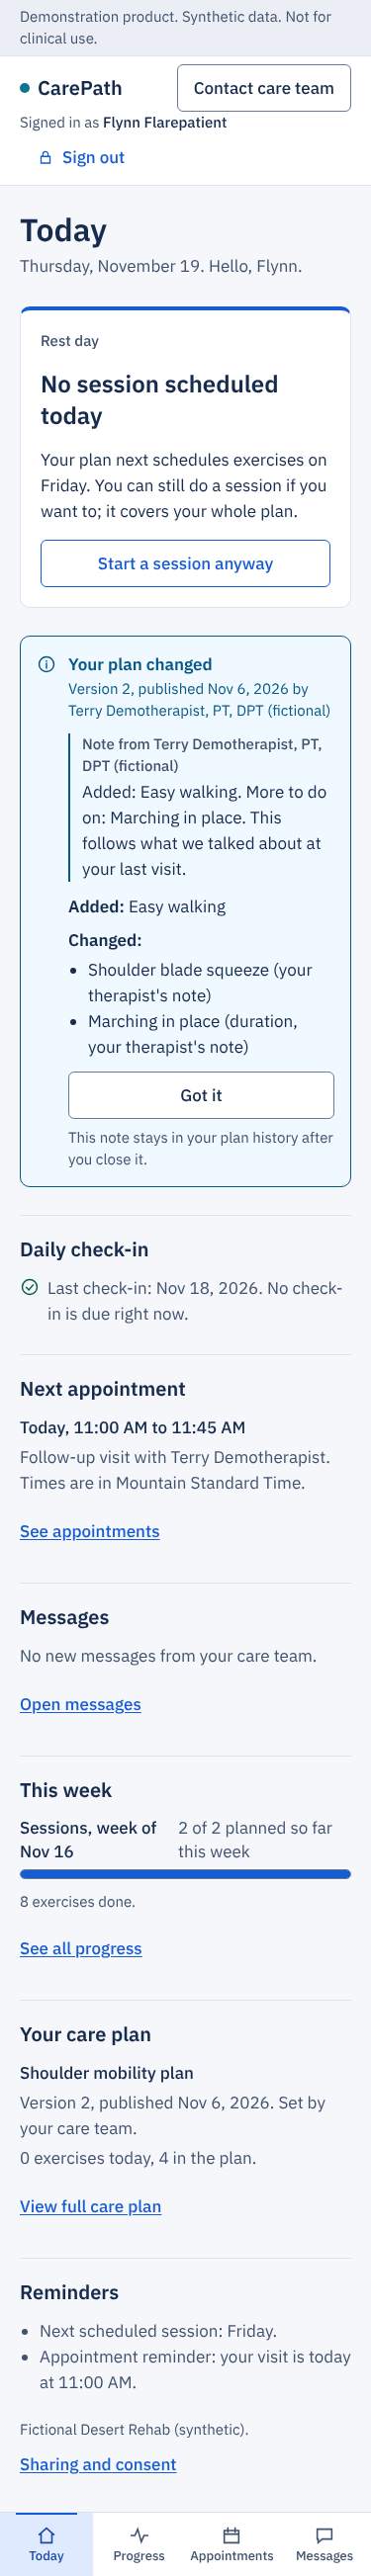 Demonstration product. Synthetic data. Not for
clinical use.
CarePath
Contact care team
Signed in as Flynn Flarepatient
Sign out
Today
Thursday, November 19. Hello, Flynn.
Rest day
No session scheduled
today
Your plan next schedules exercises on
Friday. You can still do a session if you
want to; it covers your whole plan.
Start a session anyway
Your plan changed
Version 2, published Nov 6, 2026 by
Terry Demotherapist, PT, DPT (fictional)
Note from Terry Demotherapist, PT,
DPT (fictional)
Added: Easy walking. More to do
on: Marching in place. This
follows what we talked about at
your last visit.
Added: Easy walking
Changed:
• Shoulder blade squeeze (your
therapist's note)
• Marching in place (duration,
your therapist's note)
Got it
This note stays in your plan history after
you close it.
Daily check-in
Last check-in: Nov 18, 2026. No check-
in is due right now.
Next appointment
Today, 11:00 AM to 11:45 AM
Follow-up visit with Terry Demotherapist.
Times are in Mountain Standard Time.
See appointments
Messages
No new messages from your care team.
Open messages
This week
Sessions, week of
Nov 16
2 of 2 planned so far
this week
8 exercises done.
See all progress
Your care plan
Shoulder mobility plan
Version 2, published Nov 6, 2026. Set by
your care team.
0 exercises today, 4 in the plan.
View full care plan
Reminders
• Next scheduled session: Friday.
• Appointment reminder: your visit is today
at 11:00 AM.
Fictional Desert Rehab (synthetic).
Sharing and consent
Today
Progress
Appointments
Messages